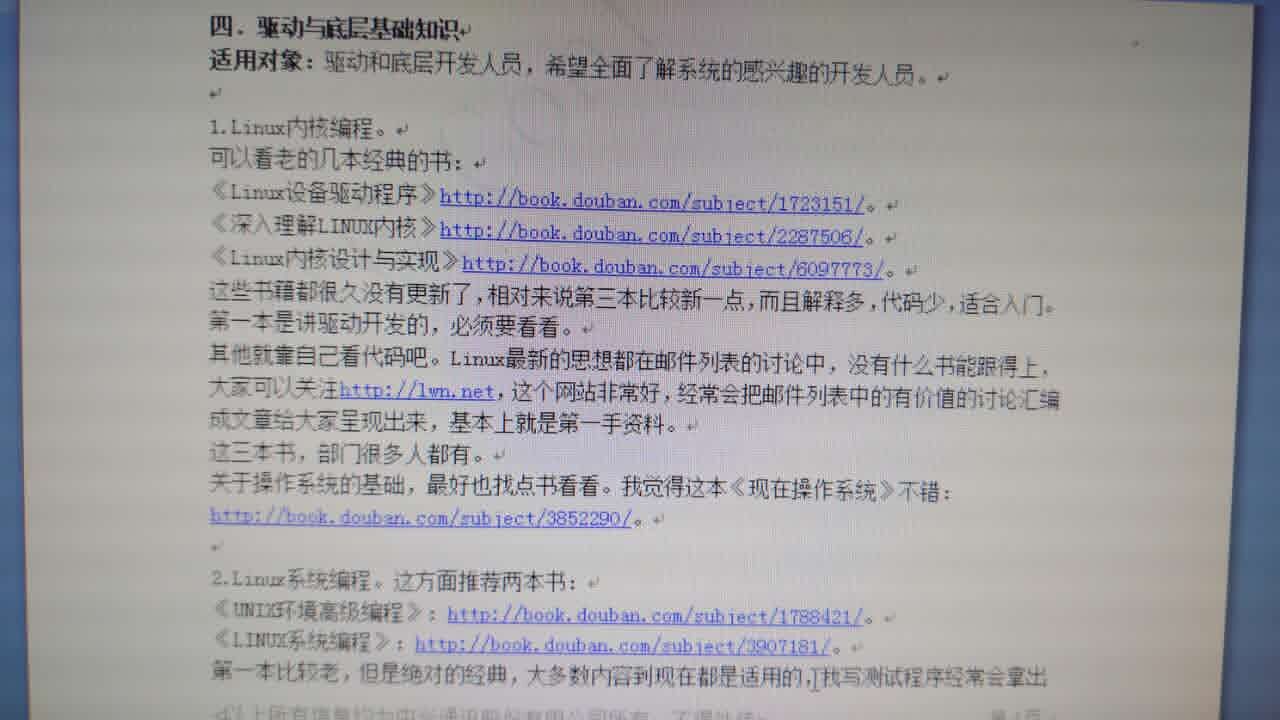 四．驱动与底层基础知识
适用对象：驱动和底层开发人员，希望全面了解系统的感兴趣的开发人员。
1.Linux内核编程。
可以看老的几本经典的书：
《Linux设备驱动程序》http://book.douban.com/subject/1723151/。
《深入理解LINUX内核》http://book.douban.com/subject/2287506/。
《Linux内核设计与实现》http://book.douban.com/subject/6097773/。
这些书籍都很久没有更新了,相对来说第三本比较新一点,而且解释多,代码少,适合入门。
第一本是讲驱动开发的，必须要看看。
其他就靠自己看代码吧。Linux最新的思想都在邮件列表的讨论中，没有什么书能跟得上，
大家可以关注http://lwn.net，这个网站非常好，经常会把邮件列表中的有价值的讨论汇编
成文章给大家呈现出来，基本上就是第一手资料。
这三本书，部门很多人都有。
关于操作系统的基础，最好也找点书看看。我觉得这本《现在操作系统》不错：
http://book.douban.com/subject/3852290/。
2.Linux系统编程。这方面推荐两本书：
《UNIX环境高级编程》：http://book.douban.com/subject/1788421/。
《LINUX系统编程》：http://book.douban.com/subject/3907181/。
第一本比较老，但是绝对的经典，大多数内容到现在都是适用的，我写测试程序经常会拿出